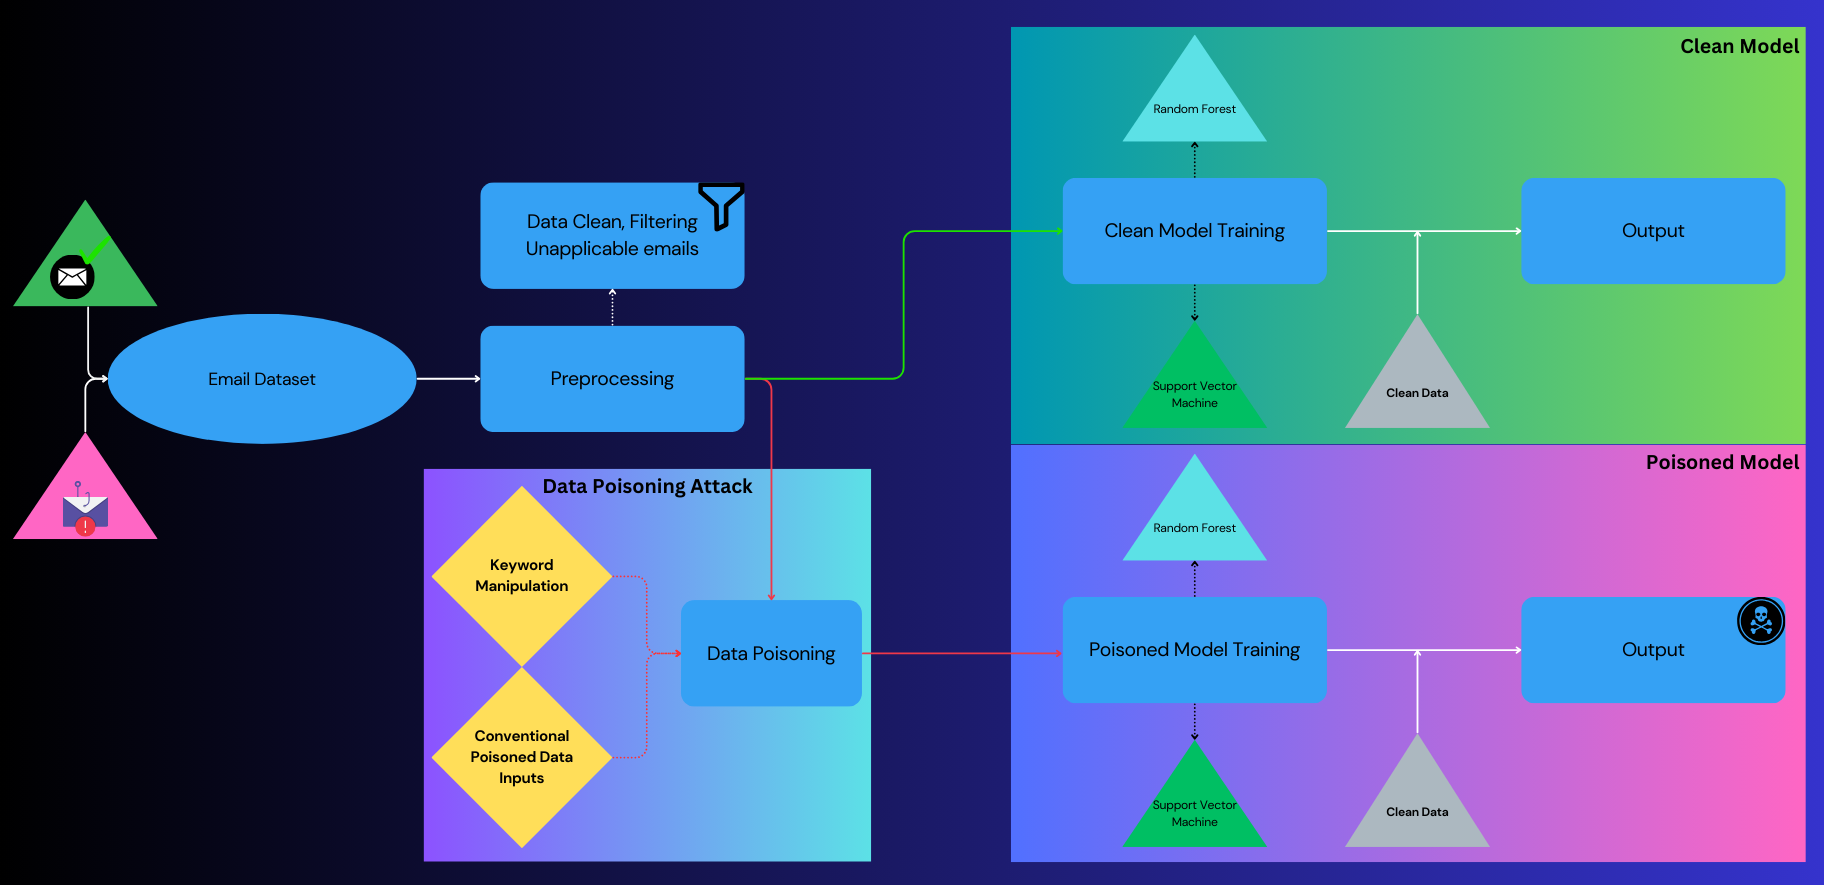 Clean Model
Random Forest
Data Clean, Filtering
Unapplicable emails
Clean Model Training
Output
Email Dataset
Preprocessing
Support Vector
Machine
Clean Data
Data Poisoning Attack
Keyword
Manipulation
Data Poisoning
Conventional
Poisoned Data
Inputs
Poisoned Model
Random Forest
Poisoned Model Training
Output
Support Vector
Machine
Clean Data